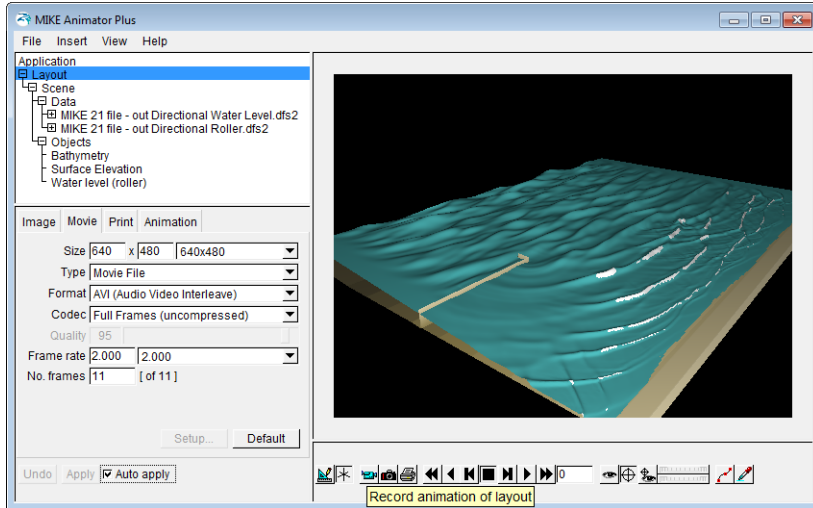 MIKE Animator Plus
File Insert View Help
Application
Layout
Scene
Data
MIKE 21 file - out Directional Water Level.dfs2
MIKE 21 file - out Directional Roller.dfs2
Objects
Bathymetry
Surface Elevation
Water level (roller)
Image Movie Print Animation
Size 640 x 480 640x480
Type Movie File
Format AVI (Audio Video Interleave)
Codec Full Frames (uncompressed)
Quality 95
Frame rate 2.000 2.000
No. frames 11 [ of 11 ]
Setup... Default
Undo Apply Auto apply 0
Record animation of layout